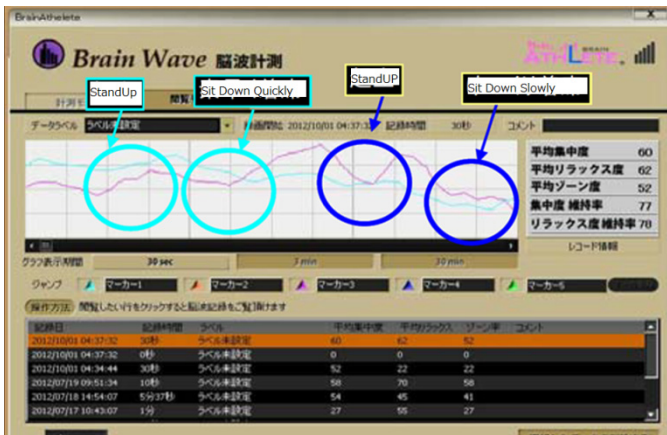 BrainAthelete
Brain Wave 脳波計測
ATHLETE.
StandUp
Sit Down Quickly
StandUP
Sit Down Slowly
データラベル ラベル未設定 録画開始 2012/10/01 04:37:32 記録時間 30秒 コメント
平均集中度 60
平均リラックス度 62
平均ゾーン度 52
集中度 維持率 77
リラックス度 維持率 78
レコード情報
グラフ表示期間 30 sec 3 min 30 min
ジャンプ マーカー1 マーカー2 マーカー3 マーカー4 マーカー5
操作方法 閲覧したい行をクリックすると脳波記録をご覧頂けます
記録日 記録時間 ラベル 平均集中度 平均リラックス ゾーン率 コメント
2012/10/01 04:37:32 30秒 ラベル未設定 60 62 52
2012/10/01 04:37:32 0秒 ラベル未設定 0 0 0
2012/10/01 04:34:44 30秒 ラベル未設定 52 22 22
2012/07/19 09:51:34 10秒 ラベル未設定 58 70 58
2012/07/18 14:54:07 5分37秒 ラベル未設定 54 45 41
2012/07/17 10:43:07 1分 ラベル未設定 27 55 27